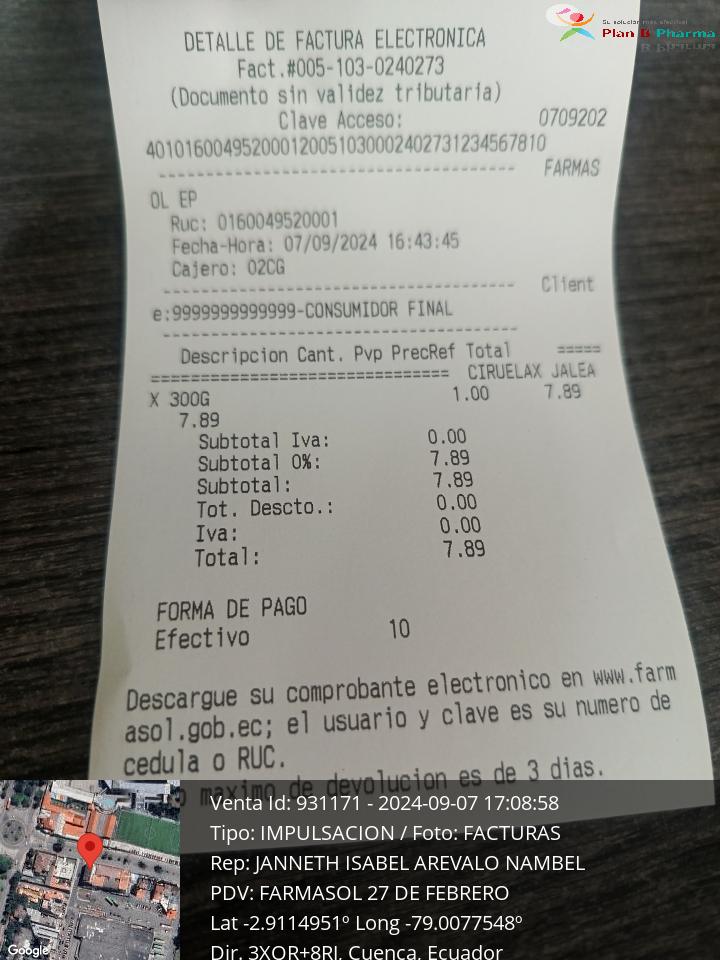 Su solución más efectiva!
Plan B Pharma
DETALLE DE FACTURA ELECTRONICA
Fact.#005-103-0240273
(Documento sin validez tributaria)
Clave Acceso: 0709202
401016004952000120051030002402731234567810
---------------------------------------- FARMAS
OL EP
Ruc: 0160049520001
Fecha-Hora: 07/09/2024 16:43:45
Cajero: 02CG
---------------------------------------- Client
e:9999999999999-CONSUMIDOR FINAL
----------------------------------------
Descripcion Cant. Pvp PrecRef Total =====
================================ CIRUELAX JALEA
X 300G 1.00 7.89
7.89
Subtotal Iva: 0.00
Subtotal 0%: 7.89
Subtotal: 7.89
Tot. Descto.: 0.00
Iva: 0.00
Total: 7.89
FORMA DE PAGO
Efectivo 10
Descargue su comprobante electronico en www.farm
asol.gob.ec; el usuario y clave es su numero de
cedula o RUC.
maximo de devolucion es de 3 dias.
Venta Id: 931171 - 2024-09-07 17:08:58
Tipo: IMPULSACION / Foto: FACTURAS
Rep: JANNETH ISABEL AREVALO NAMBEL
PDV: FARMASOL 27 DE FEBRERO
Lat -2.9114951º Long -79.0077548º
Dir. 3XQR+8RJ, Cuenca, Ecuador
Google